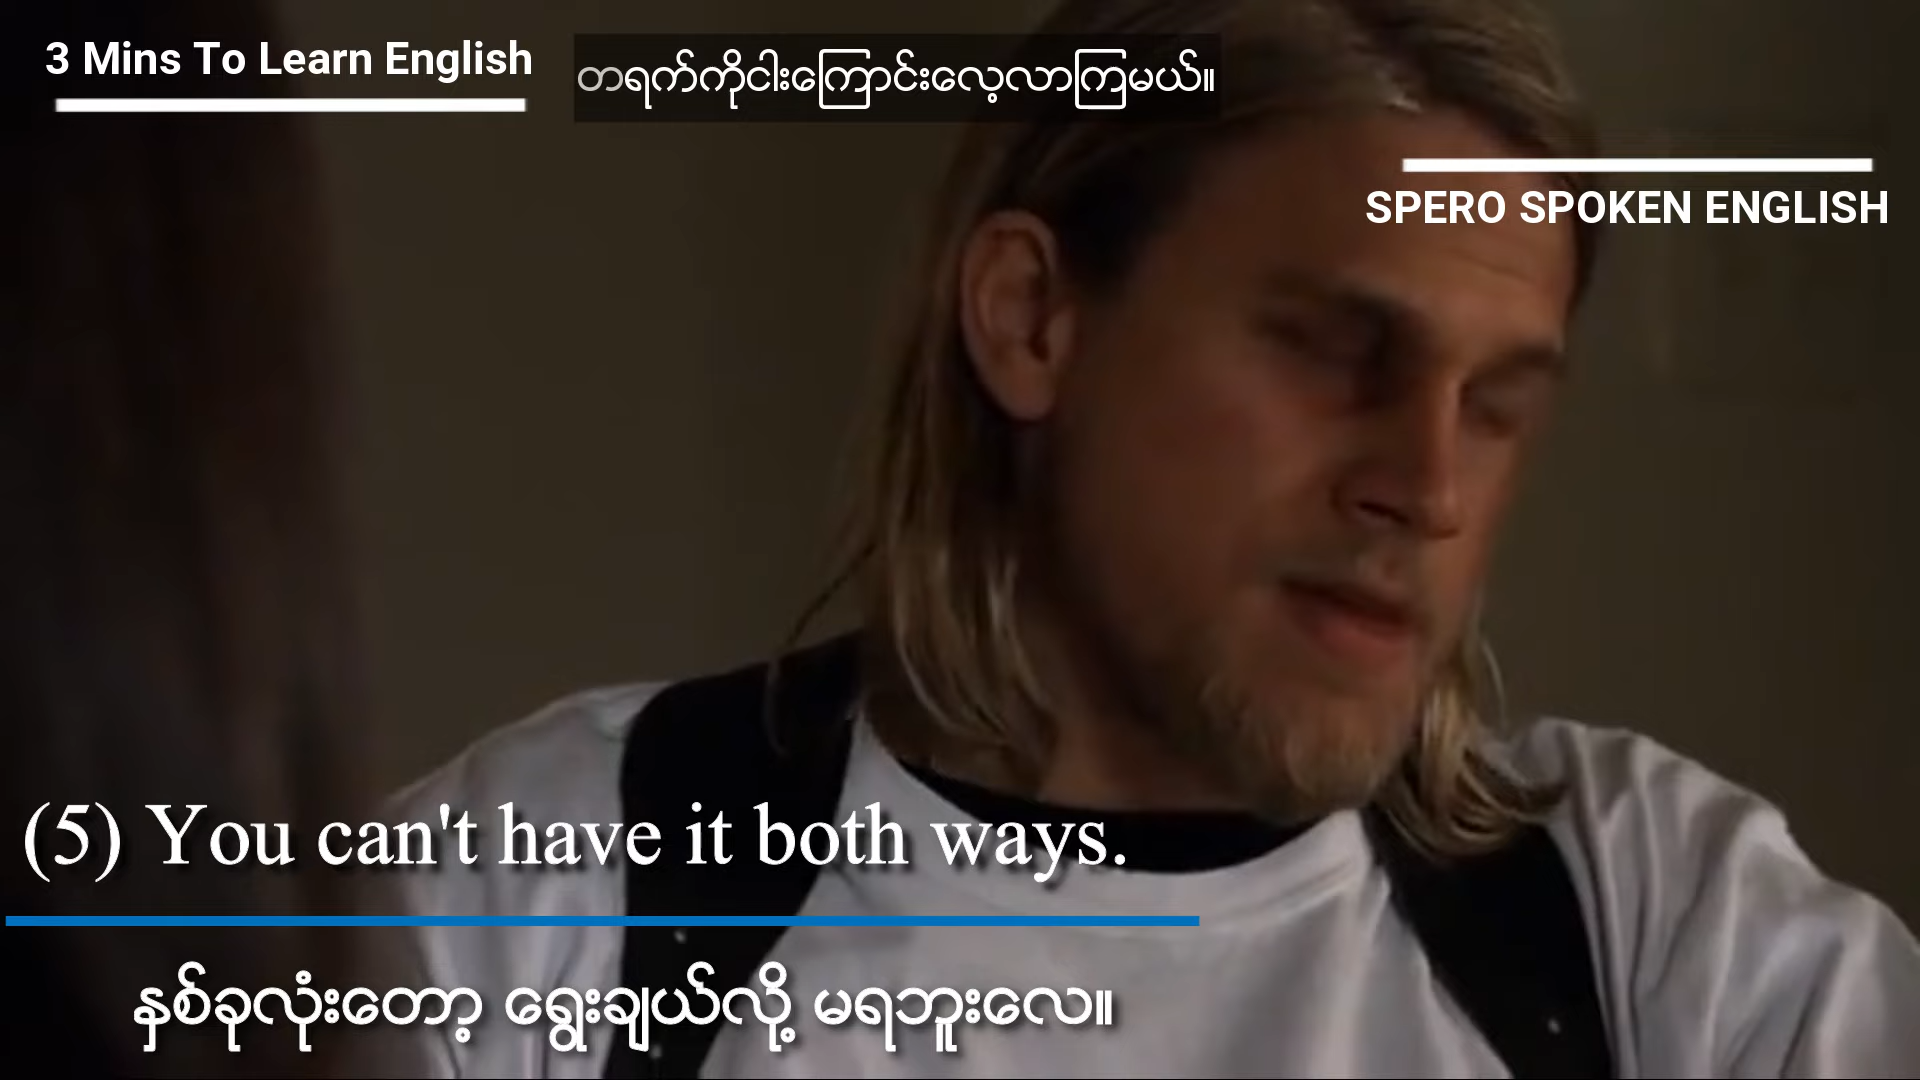 3 Mins To Learn English
တရက်ကိုငါးကြောင်းလေ့လာကြမယ်။
SPERO SPOKEN ENGLISH
(5) You can't have it both ways.
နှစ်ခုလုံးတော့ ရွေးချယ်လို့ မရဘူးလေ။